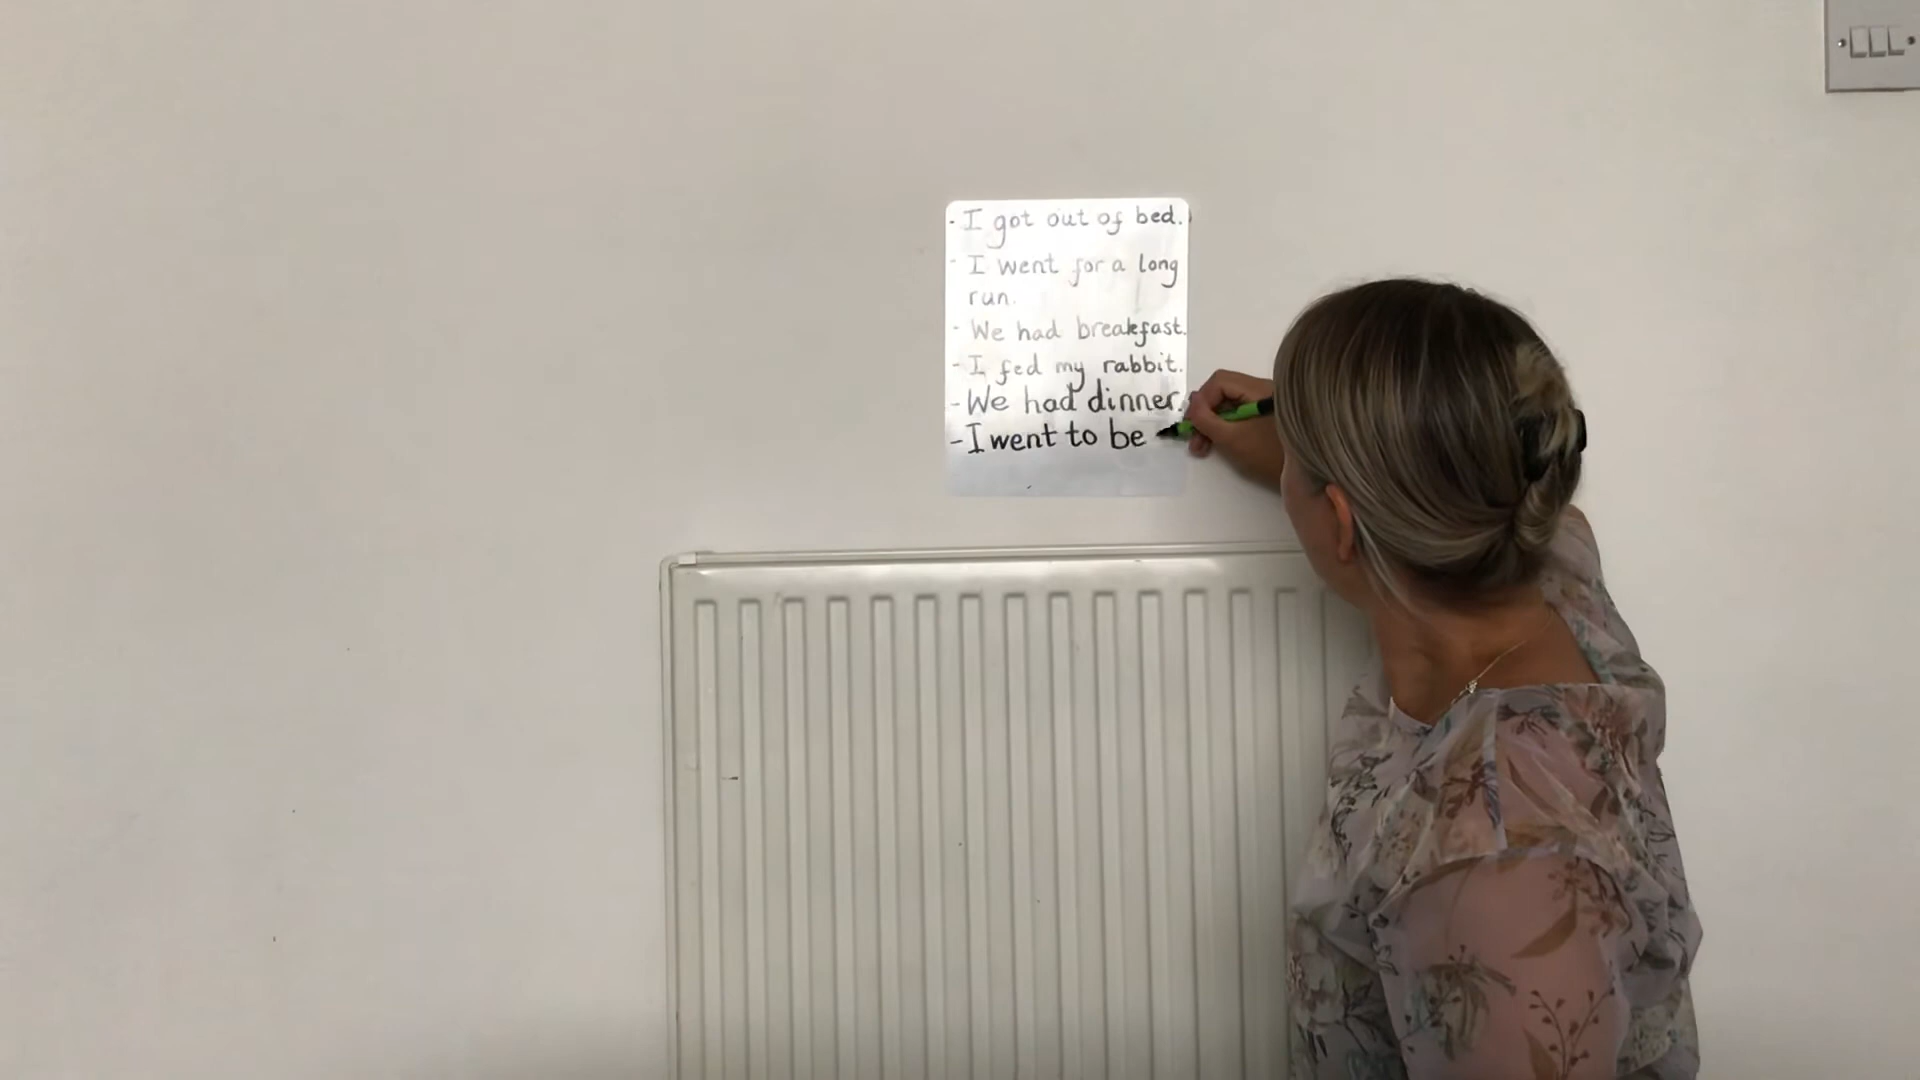 - I got out of bed.
- I went for a long
run.
- We had breakfast.
- I fed my rabbit.
- We had dinner.
- I went to be